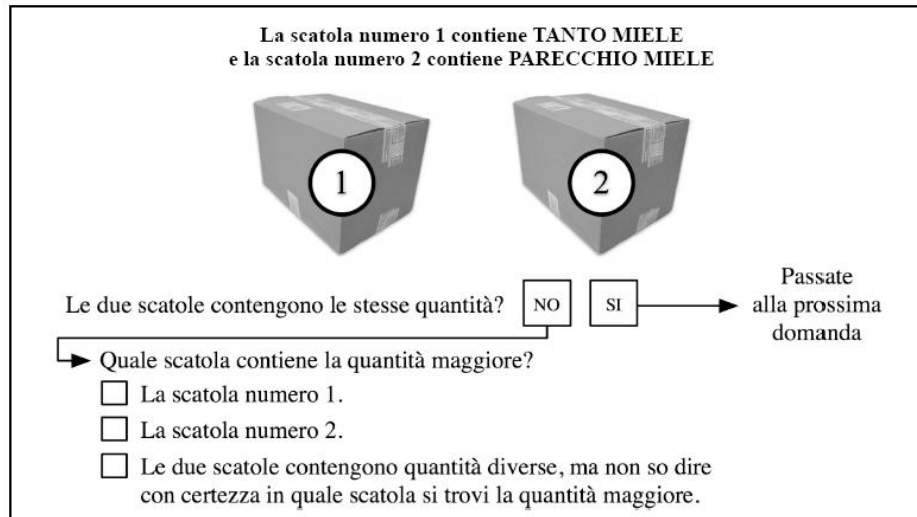 La scatola numero 1 contiene TANTO MIELE
e la scatola numero 2 contiene PARECCHIO MIELE
1
2
Le due scatole contengono le stesse quantità?
NO
SI
Passate
alla prossima
domanda
Quale scatola contiene la quantità maggiore?
La scatola numero 1.
La scatola numero 2.
Le due scatole contengono quantità diverse, ma non so dire
con certezza in quale scatola si trovi la quantità maggiore.